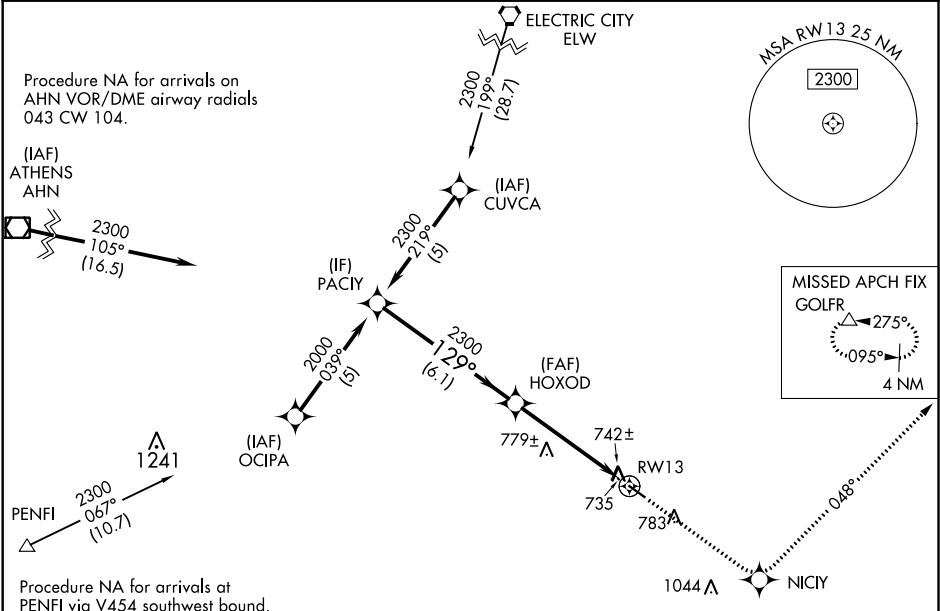 ELECTRIC CITY
ELW
MSA RW13 25 NM
2300
Procedure NA for arrivals on
AHN VOR/DME airway radials
043 CW 104.
2300
199°
(28.7)
(IAF)
ATHENS
AHN
2300
105°
(16.5)
(IAF)
CUVCA
2300
219°
(5)
(IF)
PACIY
MISSED APCH FIX
GOLFR
275°
095°
4 NM
2300
129°
(6.1)
(FAF)
HOXOD
2000
039°
(5)
(IAF)
OCIPA
779±
742±
RW13
735
783
1241
2300
067°
(10.7)
PENFI
048°
1044
NICIY
Procedure NA for arrivals at
PENFI via V454 southwest bound.